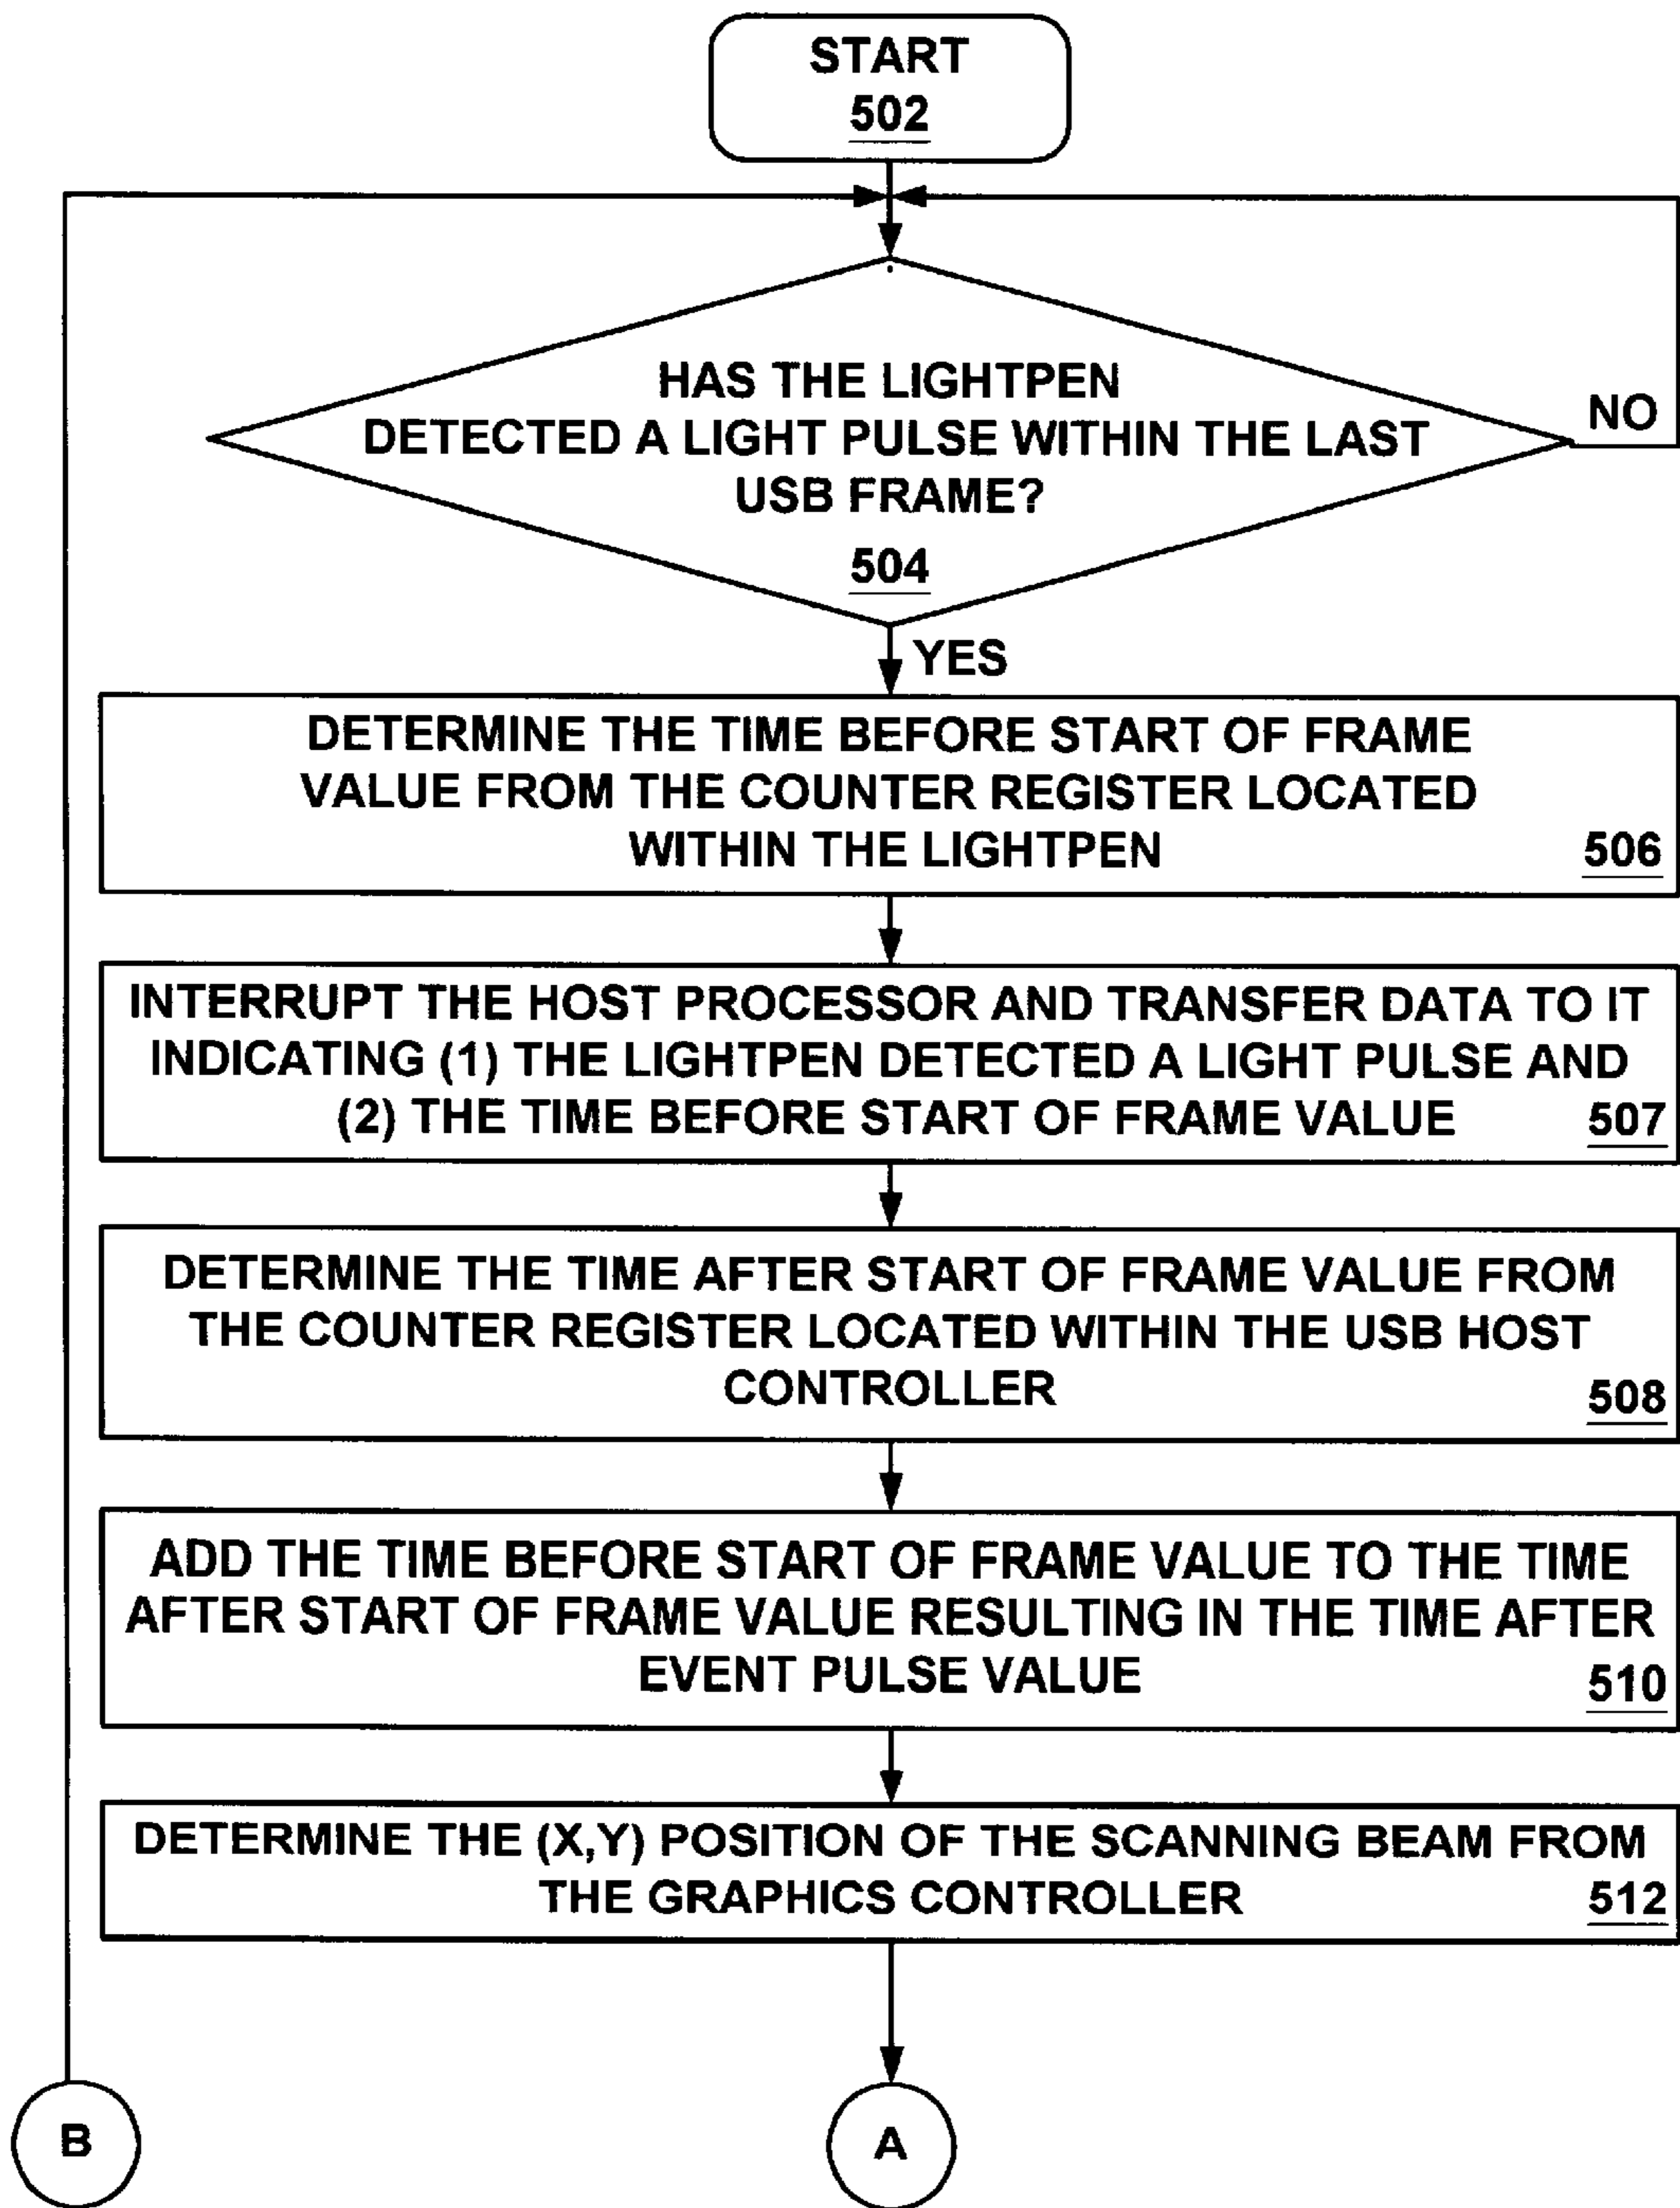 START
502
HAS THE LIGHTPEN
DETECTED A LIGHT PULSE WITHIN THE LAST
USB FRAME?
504
NO
YES
DETERMINE THE TIME BEFORE START OF FRAME
VALUE FROM THE COUNTER REGISTER LOCATED
WITHIN THE LIGHTPEN
506
INTERRUPT THE HOST PROCESSOR AND TRANSFER DATA TO IT
INDICATING (1) THE LIGHTPEN DETECTED A LIGHT PULSE AND
(2) THE TIME BEFORE START OF FRAME VALUE
507
DETERMINE THE TIME AFTER START OF FRAME VALUE FROM
THE COUNTER REGISTER LOCATED WITHIN THE USB HOST
CONTROLLER
508
ADD THE TIME BEFORE START OF FRAME VALUE TO THE TIME
AFTER START OF FRAME VALUE RESULTING IN THE TIME AFTER
EVENT PULSE VALUE
510
DETERMINE THE (X,Y) POSITION OF THE SCANNING BEAM FROM
THE GRAPHICS CONTROLLER
512
B
A